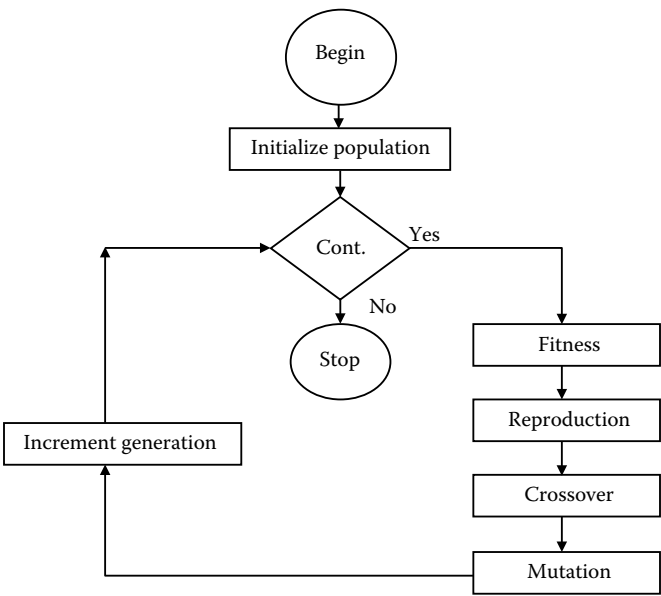 Begin
Initialize population
Cont.
Yes
No
Stop
Fitness
Reproduction
Crossover
Mutation
Increment generation